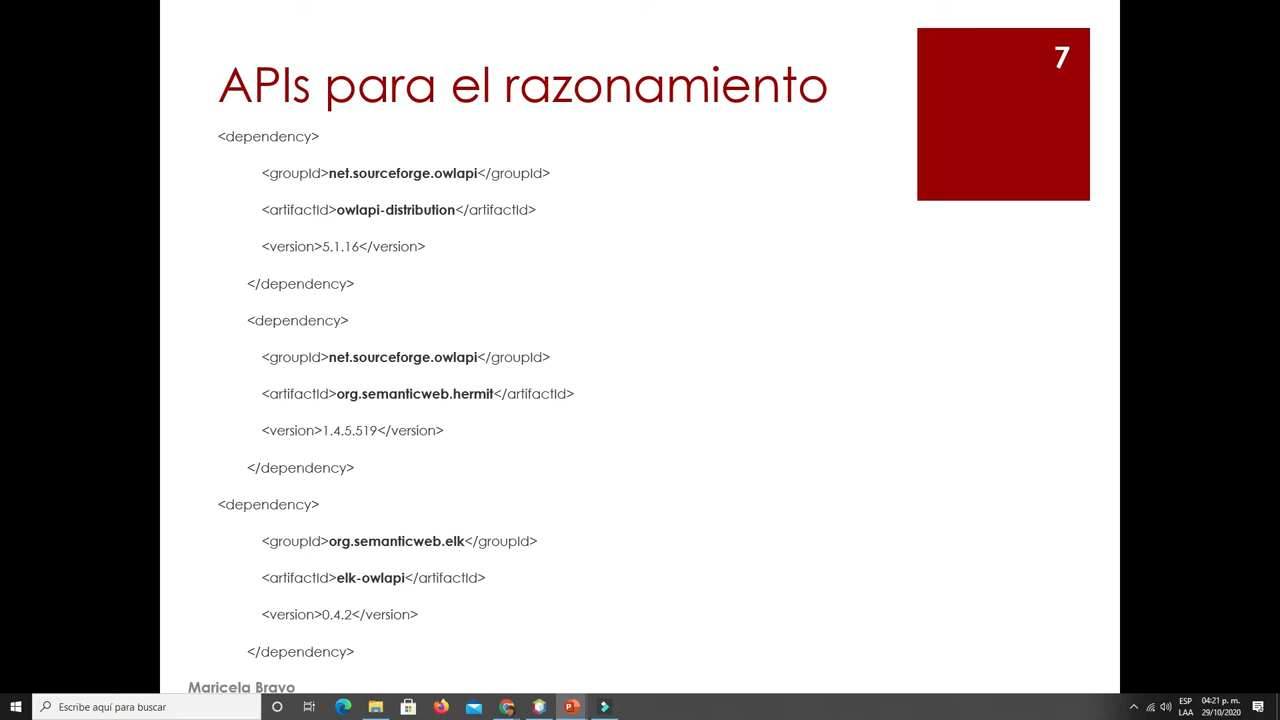 7
APIs para el razonamiento
<dependency>
<groupId>net.sourceforge.owlapi</groupId>
<artifactId>owlapi-distribution</artifactId>
<version>5.1.16</version>
</dependency>
<dependency>
<groupId>net.sourceforge.owlapi</groupId>
<artifactId>org.semanticweb.hermit</artifactId>
<version>1.4.5.519</version>
</dependency>
<dependency>
<groupId>org.semanticweb.elk</groupId>
<artifactId>elk-owlapi</artifactId>
<version>0.4.2</version>
</dependency>
Maricela Bravo
Escribe aquí para buscar
ESP
LAA
04:21 p. m.
29/10/2020